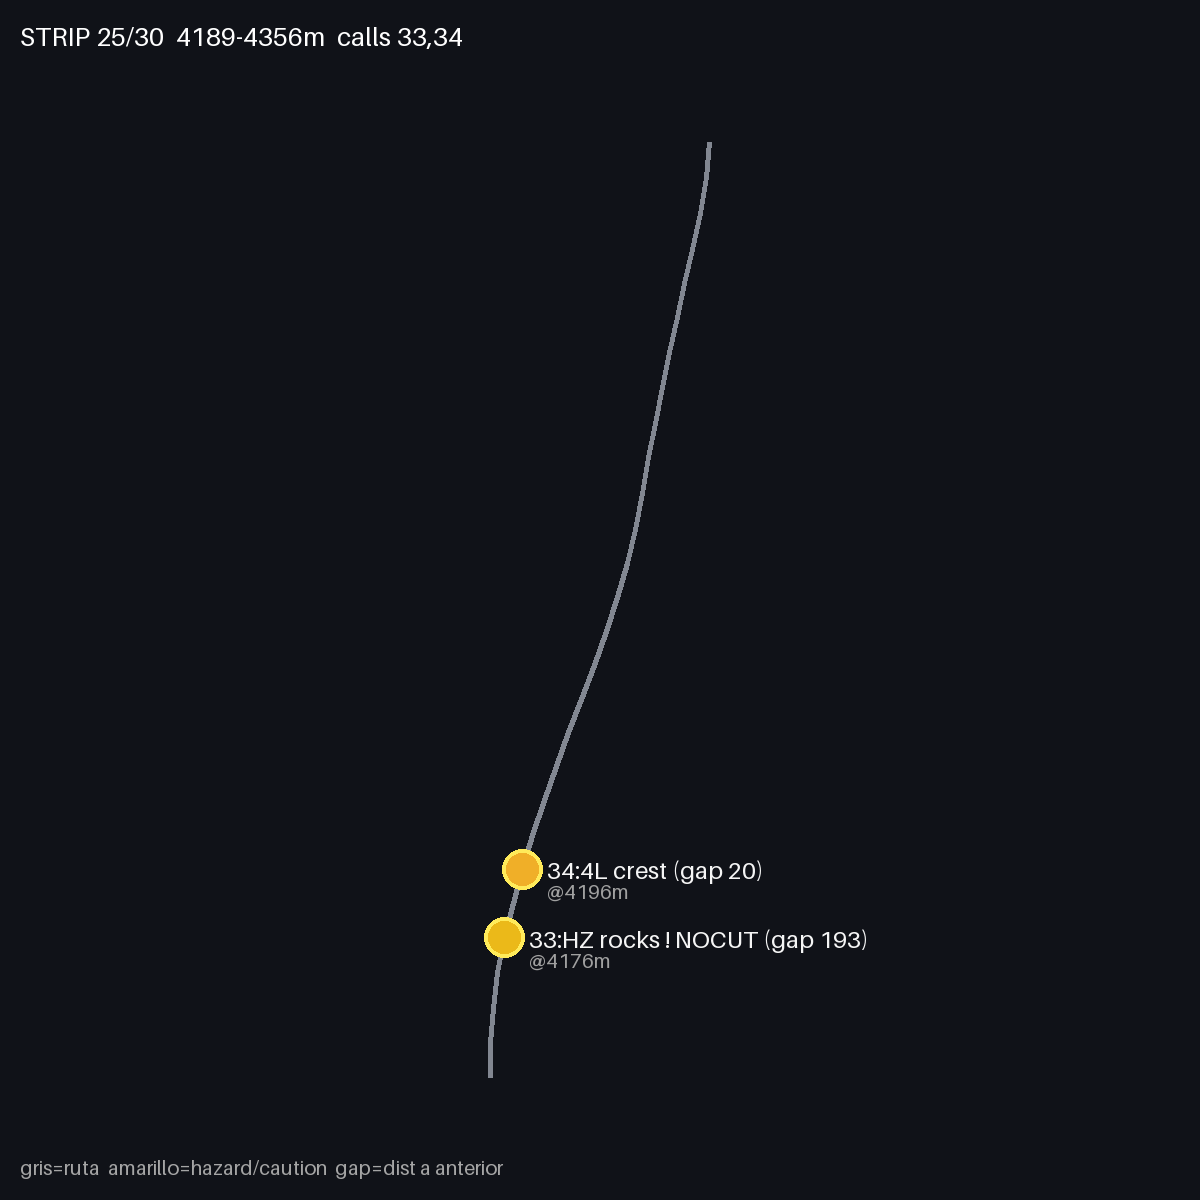 STRIP 25/30  4189-4356m  calls 33,34
34:4L crest (gap 20)
@4196m
33:HZ rocks ! NOCUT (gap 193)
@4176m
gris=ruta  amarillo=hazard/caution  gap=dist a anterior